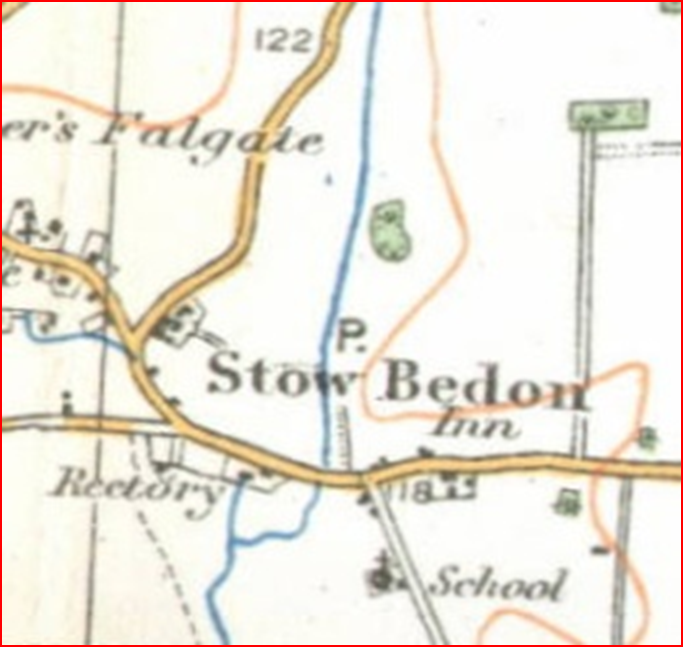 122
er's Falgate
P.
Stow Bedon
Inn
Rectory
118
School